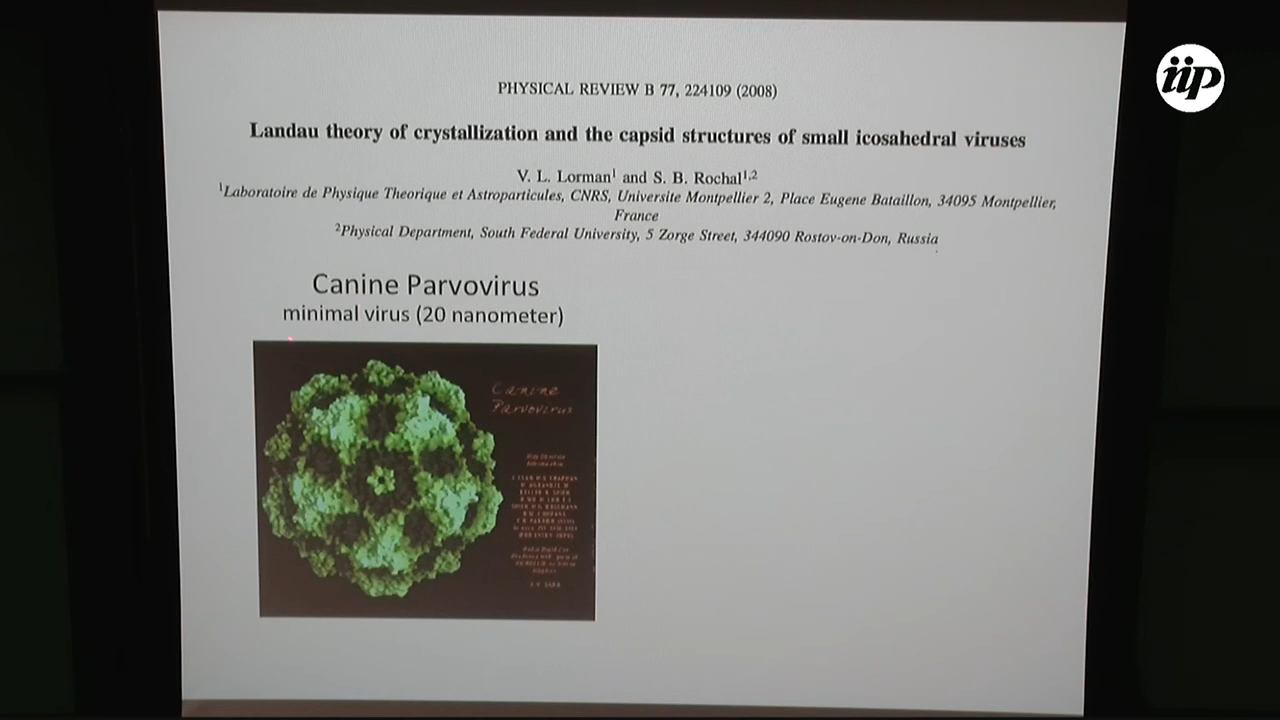 iip
PHYSICAL REVIEW B 77, 224109 (2008)
Landau theory of crystallization and the capsid structures of small icosahedral viruses
V. L. Lorman¹ and S. B. Rochal¹,²
¹Laboratoire de Physique Theorique et Astroparticules, CNRS, Universite Montpellier 2, Place Eugene Bataillon, 34095 Montpellier,
France
²Physical Department, South Federal University, 5 Zorge Street, 344090 Rostov-on-Don, Russia
Canine Parvovirus
minimal virus (20 nanometer)
Canine
Parvovirus